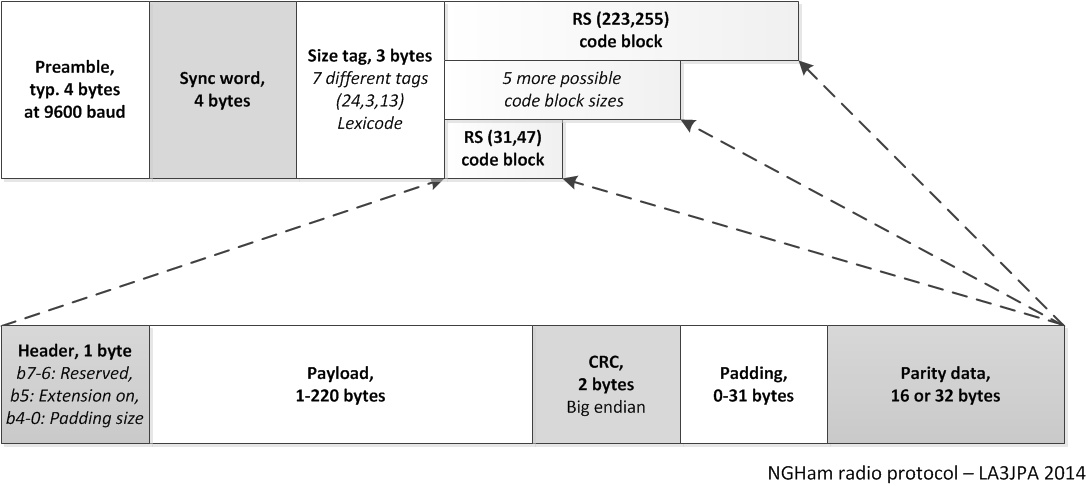 Preamble,
typ. 4 bytes
at 9600 baud
Sync word,
4 bytes
Size tag, 3 bytes
7 different tags
(24,3,13)
Lexicode
RS (223,255)
code block
5 more possible
code block sizes
RS (31,47)
code block
Header, 1 byte
b7-6: Reserved,
b5: Extension on,
b4-0: Padding size
Payload,
1-220 bytes
CRC,
2 bytes
Big endian
Padding,
0-31 bytes
Parity data,
16 or 32 bytes
NGHam radio protocol – LA3JPA 2014